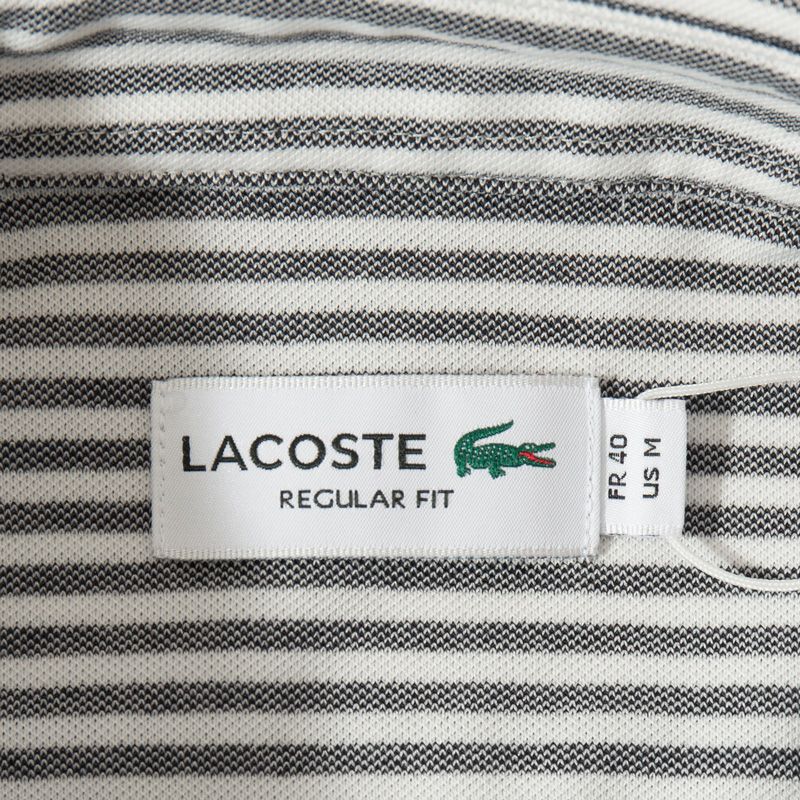 LACOSTE
REGULAR FIT
FR 40
US M